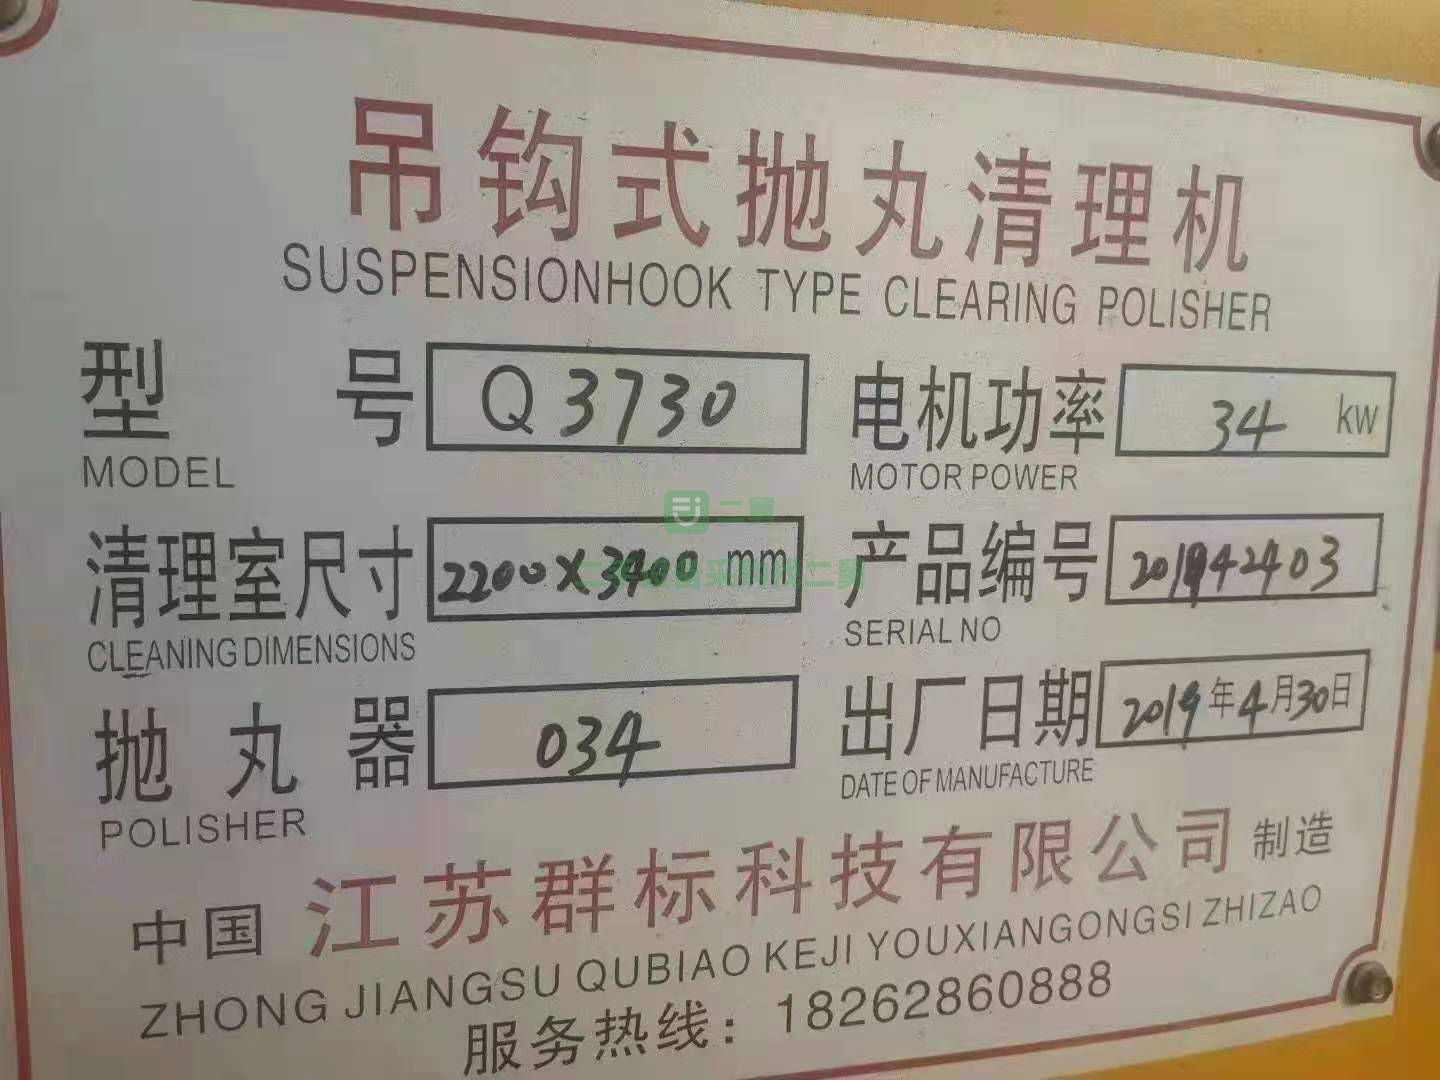 吊钩式抛丸清理机
SUSPENSIONHOOK TYPE CLEARING POLISHER
型号 Q3730 电机功率 34 kw
MODEL MOTOR POWER
二舅
清理室尺寸 2200×3400 mm 产品编号 201942403
CLEANING DIMENSIONS SERIAL NO
抛丸器 034 出厂日期 2019年4月30日
POLISHER DATE OF MANUFACTURE
中国 江苏群标科技有限公司 制造
ZHONG JIANGSU QUBIAO KEJI YOUXIANGONGSI ZHIZAO
服务热线：18262860888